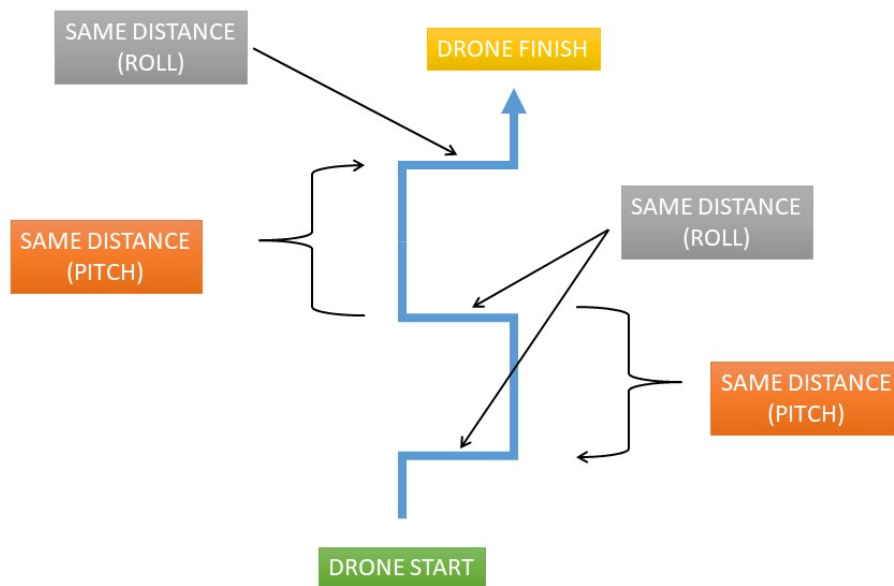 SAME DISTANCE
(ROLL)
DRONE FINISH
SAME DISTANCE
(ROLL)
SAME DISTANCE
(PITCH)
SAME DISTANCE
(PITCH)
DRONE START